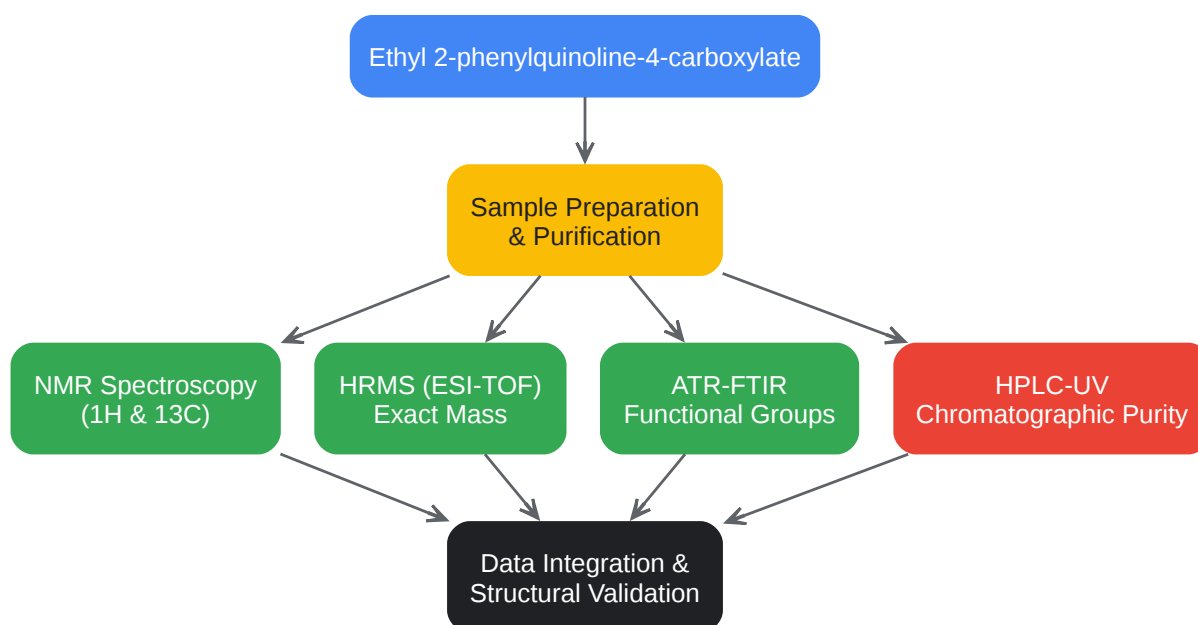 Ethyl 2-phenylquinoline-4-carboxylate
Sample Preparation
& Purification
NMR Spectroscopy
(1H & 13C)
HRMS (ESI-TOF)
Exact Mass
ATR-FTIR
Functional Groups
HPLC-UV
Chromatographic Purity
Data Integration &
Structural Validation